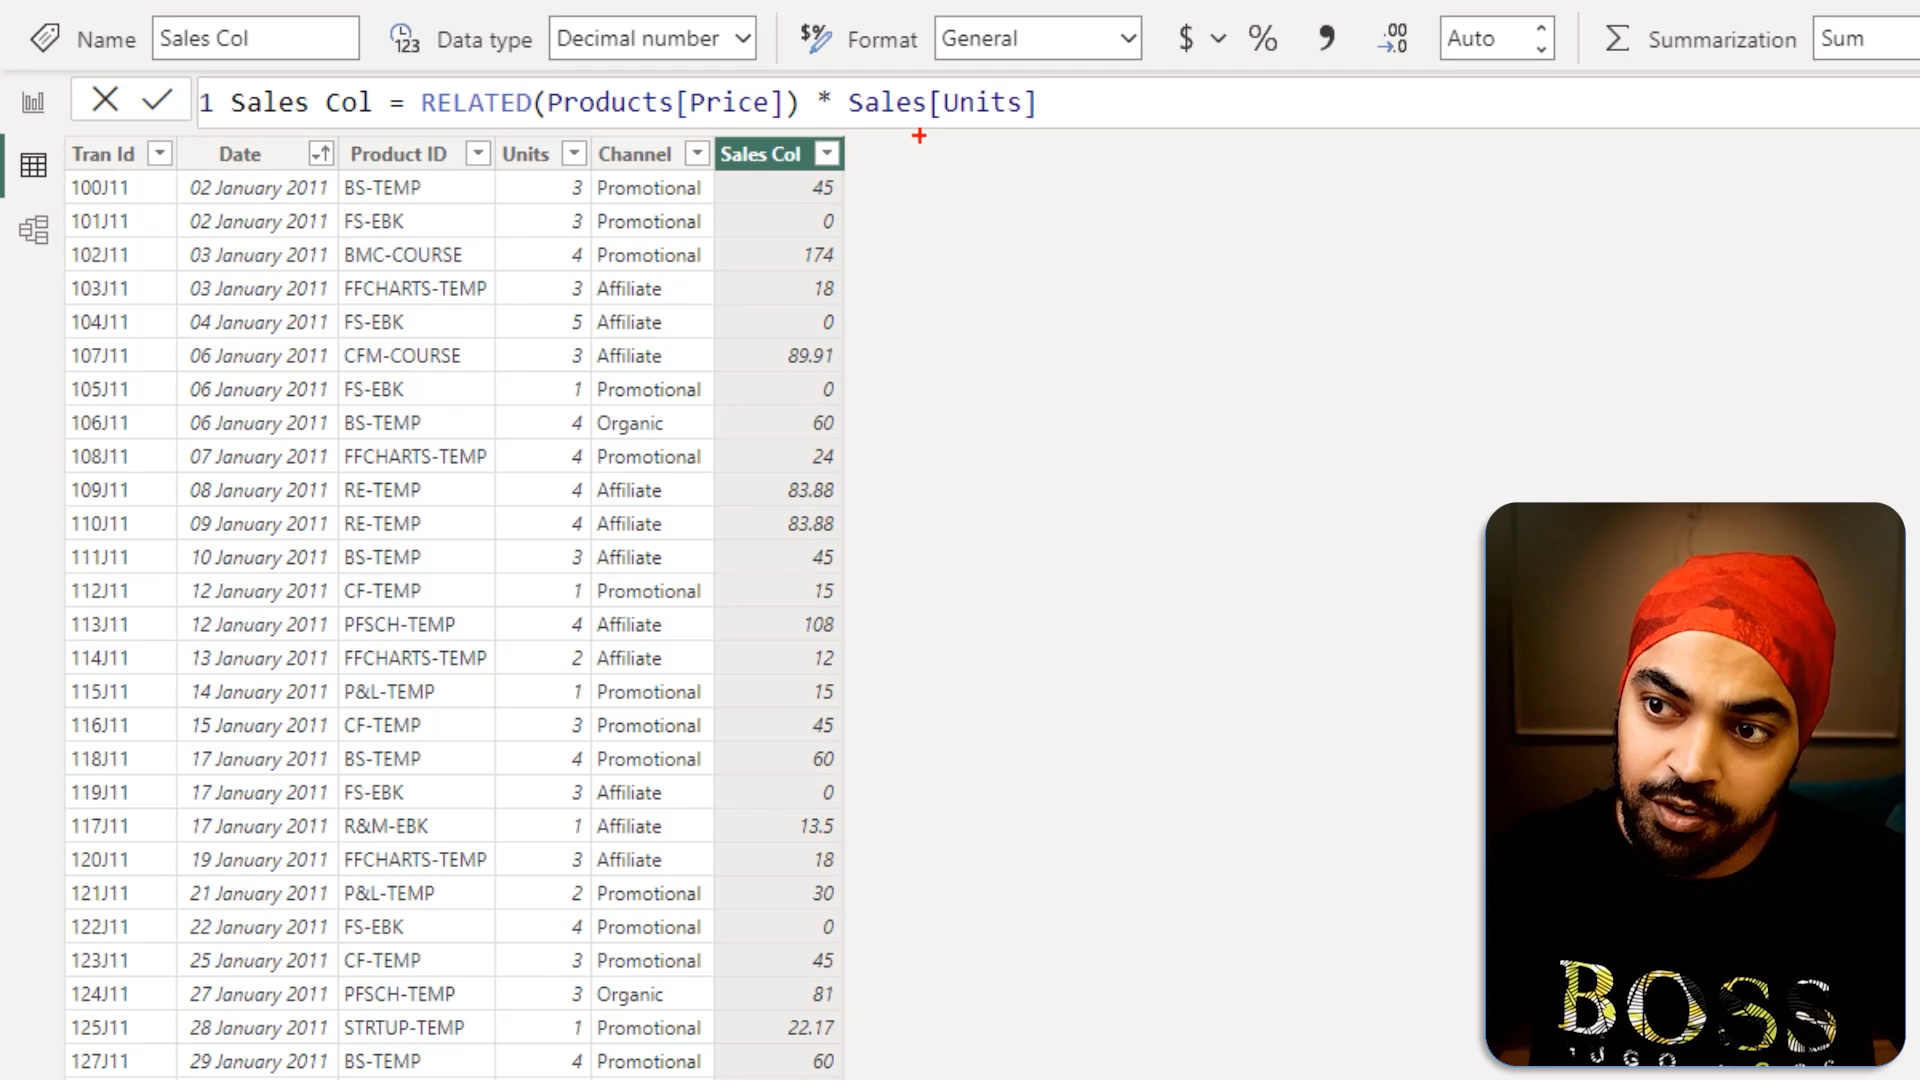 Name Sales Col Data type Decimal number Format General $ % , .00 →.0 Auto Σ Summarization Sum
1 Sales Col = RELATED(Products[Price]) * Sales[Units]
Tran Id Date Product ID Units Channel Sales Col
100J11 02 January 2011 BS-TEMP 3 Promotional 45
101J11 02 January 2011 FS-EBK 3 Promotional 0
102J11 03 January 2011 BMC-COURSE 4 Promotional 174
103J11 03 January 2011 FFCHARTS-TEMP 3 Affiliate 18
104J11 04 January 2011 FS-EBK 5 Affiliate 0
107J11 06 January 2011 CFM-COURSE 3 Affiliate 89.91
105J11 06 January 2011 FS-EBK 1 Promotional 0
106J11 06 January 2011 BS-TEMP 4 Organic 60
108J11 07 January 2011 FFCHARTS-TEMP 4 Promotional 24
109J11 08 January 2011 RE-TEMP 4 Affiliate 83.88
110J11 09 January 2011 RE-TEMP 4 Affiliate 83.88
111J11 10 January 2011 BS-TEMP 3 Affiliate 45
112J11 12 January 2011 CF-TEMP 1 Promotional 15
113J11 12 January 2011 PFSCH-TEMP 4 Affiliate 108
114J11 13 January 2011 FFCHARTS-TEMP 2 Affiliate 12
115J11 14 January 2011 P&L-TEMP 1 Promotional 15
116J11 15 January 2011 CF-TEMP 3 Promotional 45
118J11 17 January 2011 BS-TEMP 4 Promotional 60
119J11 17 January 2011 FS-EBK 3 Affiliate 0
117J11 17 January 2011 R&M-EBK 1 Affiliate 13.5
120J11 19 January 2011 FFCHARTS-TEMP 3 Affiliate 18
121J11 21 January 2011 P&L-TEMP 2 Promotional 30
122J11 22 January 2011 FS-EBK 4 Promotional 0
123J11 25 January 2011 CF-TEMP 3 Promotional 45
124J11 27 January 2011 PFSCH-TEMP 3 Organic 81
125J11 28 January 2011 STRTUP-TEMP 1 Promotional 22.17
127J11 29 January 2011 BS-TEMP 4 Promotional 60
BOSS